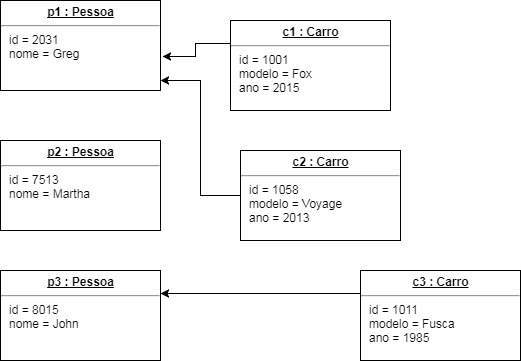 p1 : Pessoa
id = 2031
nome = Greg
c1 : Carro
id = 1001
modelo = Fox
ano = 2015
p2 : Pessoa
id = 7513
nome = Martha
c2 : Carro
id = 1058
modelo = Voyage
ano = 2013
p3 : Pessoa
id = 8015
nome = John
c3 : Carro
id = 1011
modelo = Fusca
ano = 1985